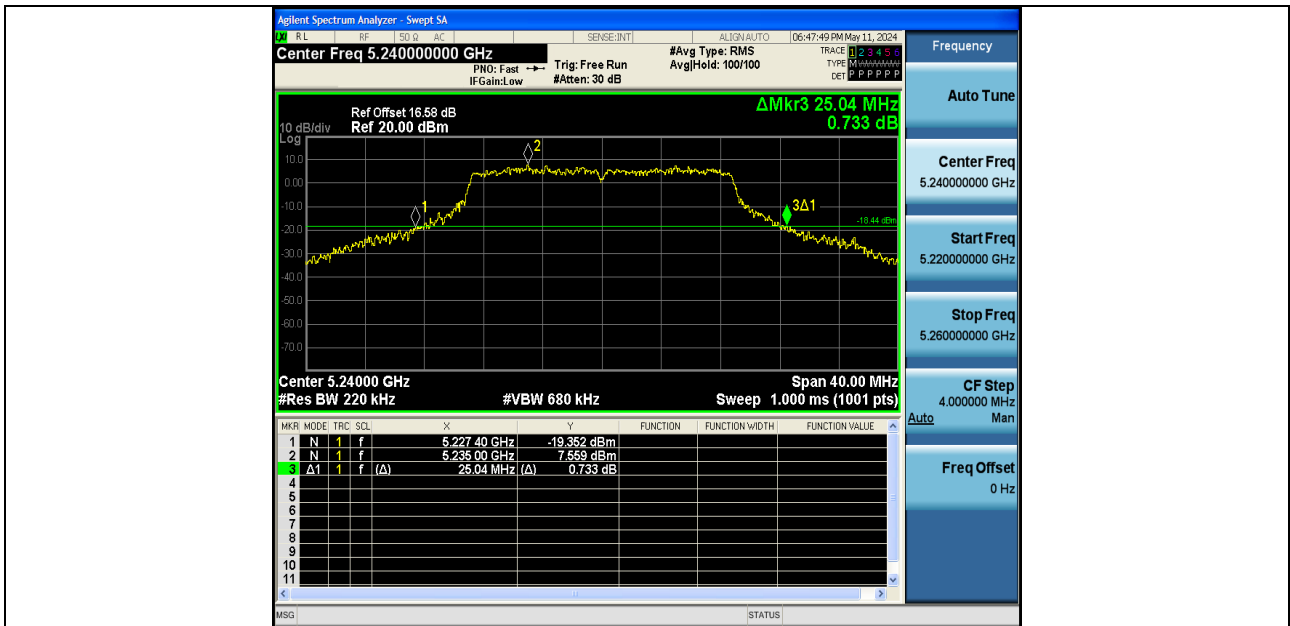 Agilent Spectrum Analyzer - Swept SA
RL RF 50 Ω AC SENSE:INT ALIGN AUTO 06:47:49 PM May 11, 2024
Center Freq 5.240000000 GHz
PNO: Fast
IFGain:Low
Trig: Free Run
#Atten: 30 dB
#Avg Type: RMS
Avg|Hold: 100/100
TRACE 1 2 3 4 5 6
TYPE M
DET P P P P P P
Frequency
ΔMkr3 25.04 MHz
0.733 dB
Ref Offset 16.58 dB
10 dB/div Ref 20.00 dBm
Log
10.0
0.00
-10.0
-20.0
-30.0
-40.0
-50.0
-60.0
-70.0
1
2
3Δ1
-18.44 dBm
Center 5.24000 GHz Span 40.00 MHz
#Res BW 220 kHz #VBW 680 kHz Sweep 1.000 ms (1001 pts)
MKR MODE TRC SCL X Y FUNCTION FUNCTION WIDTH FUNCTION VALUE
1 N 1 f 5.227 40 GHz -19.352 dBm
2 N 1 f 5.235 00 GHz 7.559 dBm
3 Δ1 1 f (Δ) 25.04 MHz (Δ) 0.733 dB
4
5
6
7
8
9
10
11
MSG STATUS
Auto Tune
Center Freq
5.240000000 GHz
Start Freq
5.220000000 GHz
Stop Freq
5.260000000 GHz
CF Step
4.000000 MHz
Auto Man
Freq Offset
0 Hz